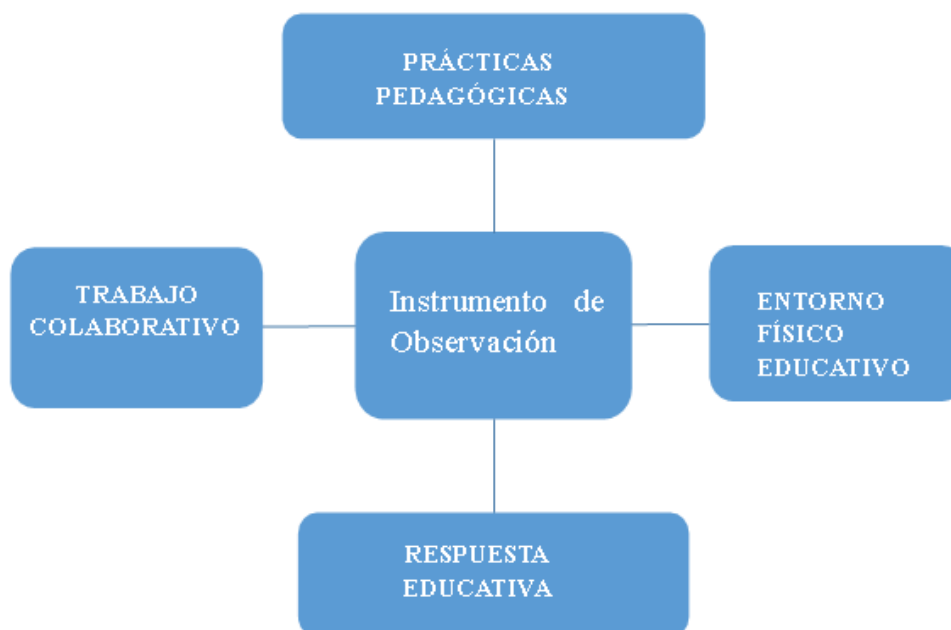 PRÁCTICAS
PEDAGÓGICAS
TRABAJO
COLABORATIVO
Instrumento de
Observación
ENTORNO
FÍSICO
EDUCATIVO
RESPUESTA
EDUCATIVA